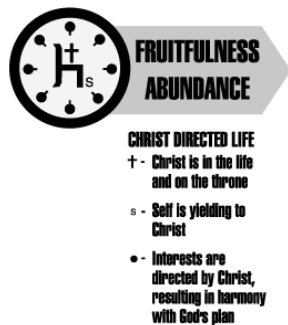 †
s
FRUITFULNESS
ABUNDANCE
CHRIST DIRECTED LIFE
† - Christ is in the life
and on the throne
s - Self is yielding to
Christ
● - Interests are
directed by Christ,
resulting in harmony
with God's plan